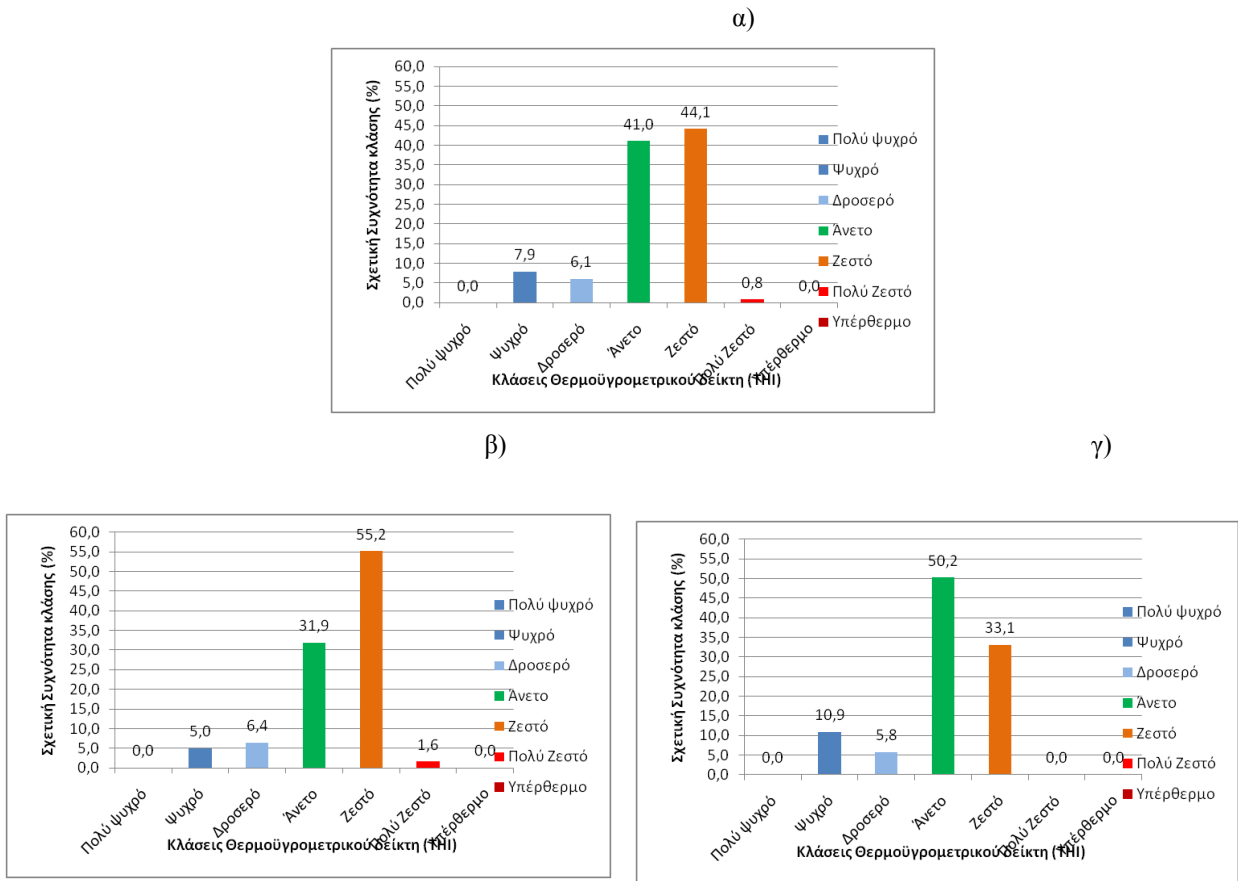 α)
Σχετική Συχνότητα κλάσης (%)
60,0
55,0
50,0
45,0
40,0
35,0
30,0
25,0
20,0
15,0
10,0
5,0
0,0
0,0
7,9
6,1
41,0
44,1
0,8
0,0
Πολύ ψυχρό
Ψυχρό
Δροσερό
Άνετο
Ζεστό
Πολύ Ζεστό
Υπέρθερμο
Κλάσεις Θερμοϋγρομετρικού δείκτη (THI)
Πολύ ψυχρό
Ψυχρό
Δροσερό
Άνετο
Ζεστό
Πολύ Ζεστό
Υπέρθερμο
β)
Σχετική Συχνότητα κλάσης (%)
60,0
55,0
50,0
45,0
40,0
35,0
30,0
25,0
20,0
15,0
10,0
5,0
0,0
0,0
5,0
6,4
31,9
55,2
1,6
0,0
Πολύ ψυχρό
Ψυχρό
Δροσερό
Άνετο
Ζεστό
Πολύ Ζεστό
Υπέρθερμο
Κλάσεις Θερμοϋγρομετρικού δείκτη (THI)
Πολύ ψυχρό
Ψυχρό
Δροσερό
Άνετο
Ζεστό
Πολύ Ζεστό
Υπέρθερμο
γ)
Σχετική Συχνότητα κλάσης (%)
60,0
55,0
50,0
45,0
40,0
35,0
30,0
25,0
20,0
15,0
10,0
5,0
0,0
0,0
10,9
5,8
50,2
33,1
0,0
0,0
Πολύ ψυχρό
Ψυχρό
Δροσερό
Άνετο
Ζεστό
Πολύ Ζεστό
Υπέρθερμο
Κλάσεις Θερμοϋγρομετρικού δείκτη (THI)
Πολύ ψυχρό
Ψυχρό
Δροσερό
Άνετο
Ζεστό
Πολύ Ζεστό
Υπέρθερμο